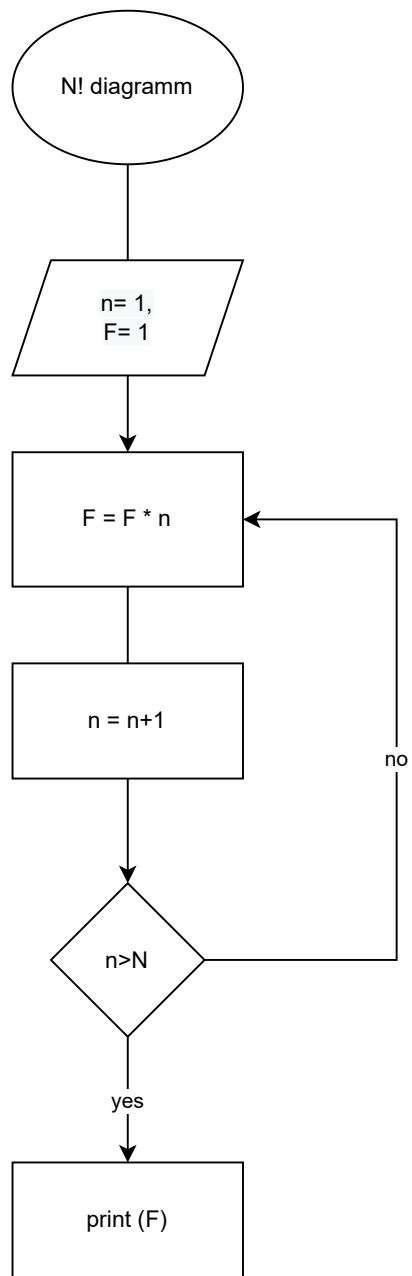 N! diagramm
n= 1,
F= 1
F = F * n
n = n+1
no
n>N
yes
print (F)